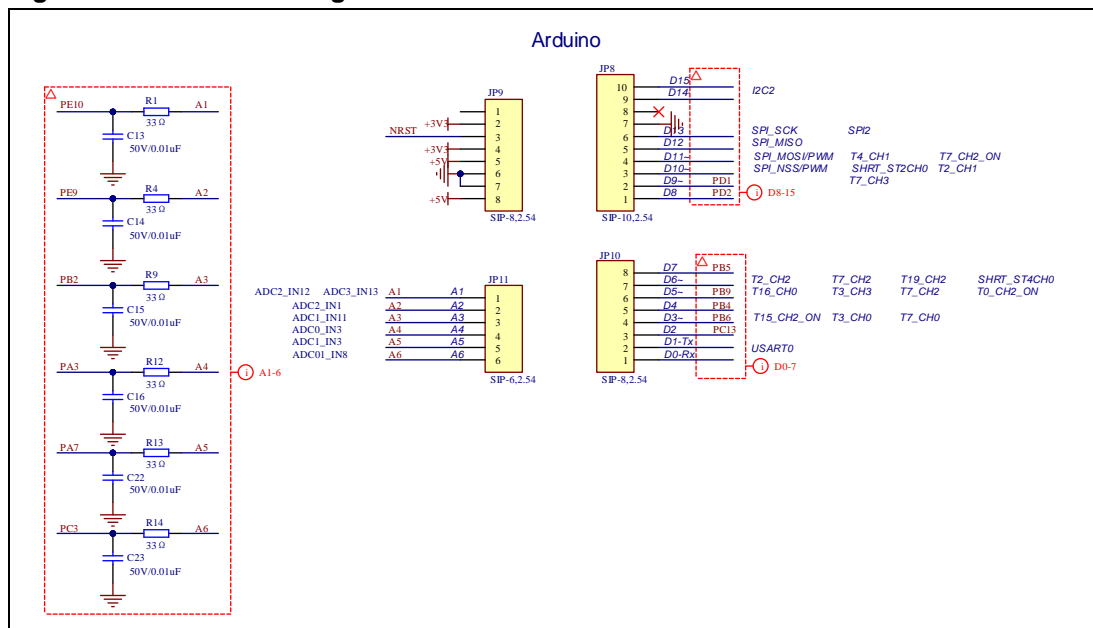 Arduino
PE10
R1
A1
33Ω
C13
50V/0.01uF
PE9
R4
A2
33Ω
C14
50V/0.01uF
PB2
R9
A3
33Ω
C15
50V/0.01uF
PA3
R12
A4
33Ω
C16
50V/0.01uF
PA7
R13
A5
33Ω
C22
50V/0.01uF
PC3
R14
A6
33Ω
C23
50V/0.01uF
i A1-6
JP9
1
+3V3 2
NRST 3
+3V3 4
+5V 5
6
7
+5V 8
SIP-8,2.54
JP8
10 D15
9 D14 I2C2
8
7
6 D13 SPI_SCK SPI2
5 D12 SPI_MISO
4 D11~ SPI_MOSI/PWM T4_CH1 T7_CH2_ON
3 D10~ SPI_NSS/PWM SHRT_ST2CH0 T2_CH1
2 D9~ PD1 T7_CH3
1 D8 PD2
i D8-15
SIP-10,2.54
JP11
ADC2_IN12 ADC3_IN13 A1 A1 1
ADC2_IN1 A2 A2 2
ADC1_IN11 A3 A3 3
ADC0_IN3 A4 A4 4
ADC1_IN3 A5 A5 5
ADC01_IN8 A6 A6 6
SIP-6,2.54
JP10
8 D7 PB5
7 D6~ T2_CH2 T7_CH2 T19_CH2 SHRT_ST4CH0
6 D5~ PB9 T16_CH0 T3_CH3 T7_CH2 T0_CH2_ON
5 D4 PB4
4 D3~ PB6 T15_CH2_ON T3_CH0 T7_CH0
3 D2 PC13
2 D1-Tx USART0
1 D0-Rx
i D0-7
SIP-8,2.54